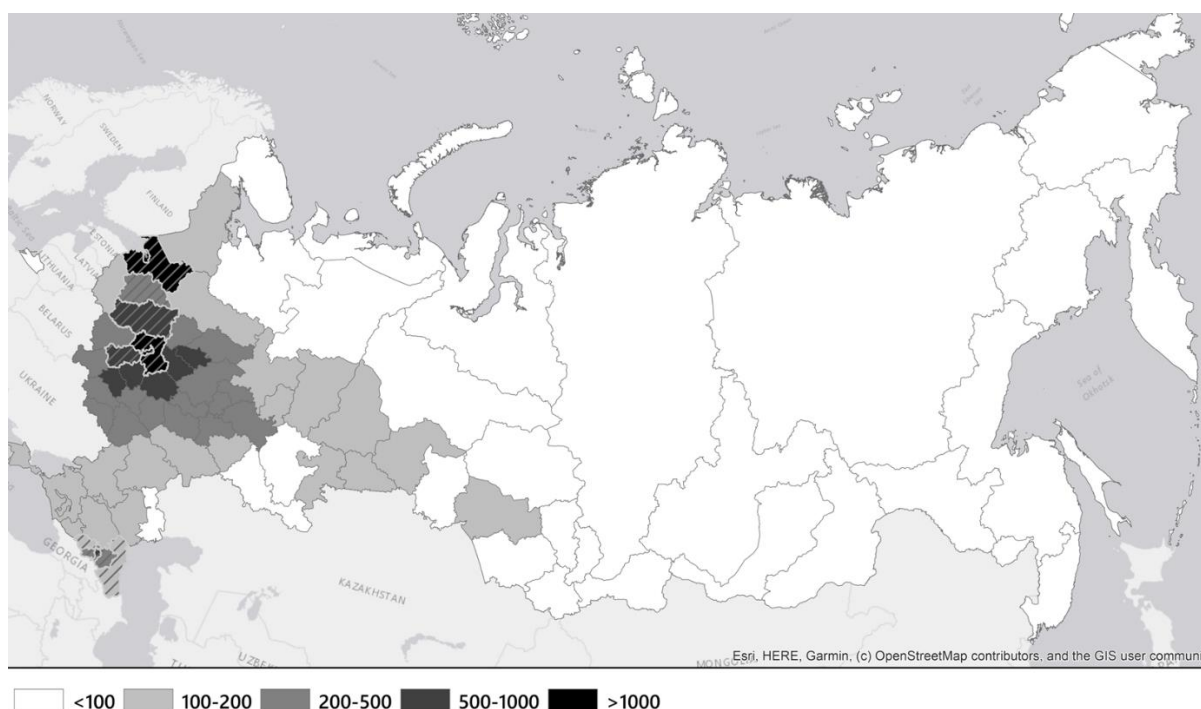 NORWAY
SWEDEN
FINLAND
ESTONIA
LATVIA
LITHUANIA
BELARUS
UKRAINE
GEORGIA
KAZAKHSTAN
Sea of
Okhotsk
Esri, HERE, Garmin, (c) OpenStreetMap contributors, and the GIS user communi
<100 100-200 200-500 500-1000 >1000